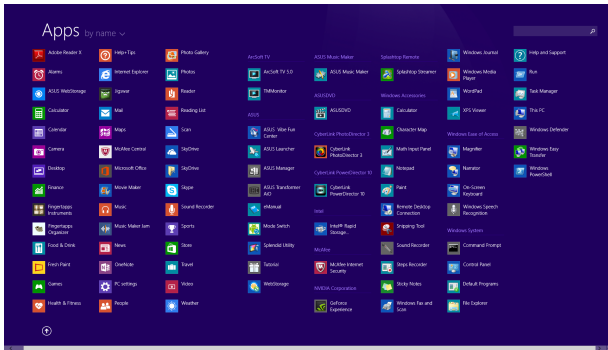 Apps by name
Adobe Reader X
Alarms
ASUS WebStorage
Calculator
Calendar
Camera
Desktop
Finance
Fingertapps
Instruments
Fingertapps
Organizer
Food & Drink
Fresh Paint
Games
Health & Fitness
Help+Tips
Internet Explorer
Jigswar
Mail
Maps
McAfee Central
Microsoft Office
Movie Maker
Music
Music Maker Jam
News
OneNote
PC settings
People
Photo Gallery
Photos
Reader
Reading List
Scan
SkyDrive
SkyDrive
Skype
Sound Recorder
Sports
Store
Travel
Video
Weather
ArcSoft TV
ArcSoft TV 5.0
TMMonitor
ASUS
ASUS Vibe Fun
Center
ASUS Launcher
ASUS Manager
ASUS Transformer
AiO
eManual
Mode Switch
Splendid Utility
Tutorial
WebStorage
ASUS Music Maker
ASUS Music Maker
ASUSDVD
ASUSDVD
CyberLink PhotoDirector 3
CyberLink
PhotoDirector 3
CyberLink PowerDirector 10
CyberLink
PowerDirector 10
Intel
Intel® Rapid
Storage...
McAfee
McAfee Internet
Security
NVIDIA Corporation
GeForce
Experience
Splashtop Remote
Splashtop Streamer
Windows Accessories
Calculator
Character Map
Math Input Panel
Notepad
Paint
Remote Desktop
Connection
Snipping Tool
Sound Recorder
Steps Recorder
Sticky Notes
Windows Fax and
Scan
Windows Journal
Windows Media
Player
WordPad
XPS Viewer
Windows Ease of Access
Magnifier
Narrator
On-Screen
Keyboard
Windows Speech
Recognition
Windows System
Command Prompt
Control Panel
Default Programs
File Explorer
Help and Support
Run
Task Manager
This PC
Windows Defender
Windows Easy
Transfer
Windows
PowerShell